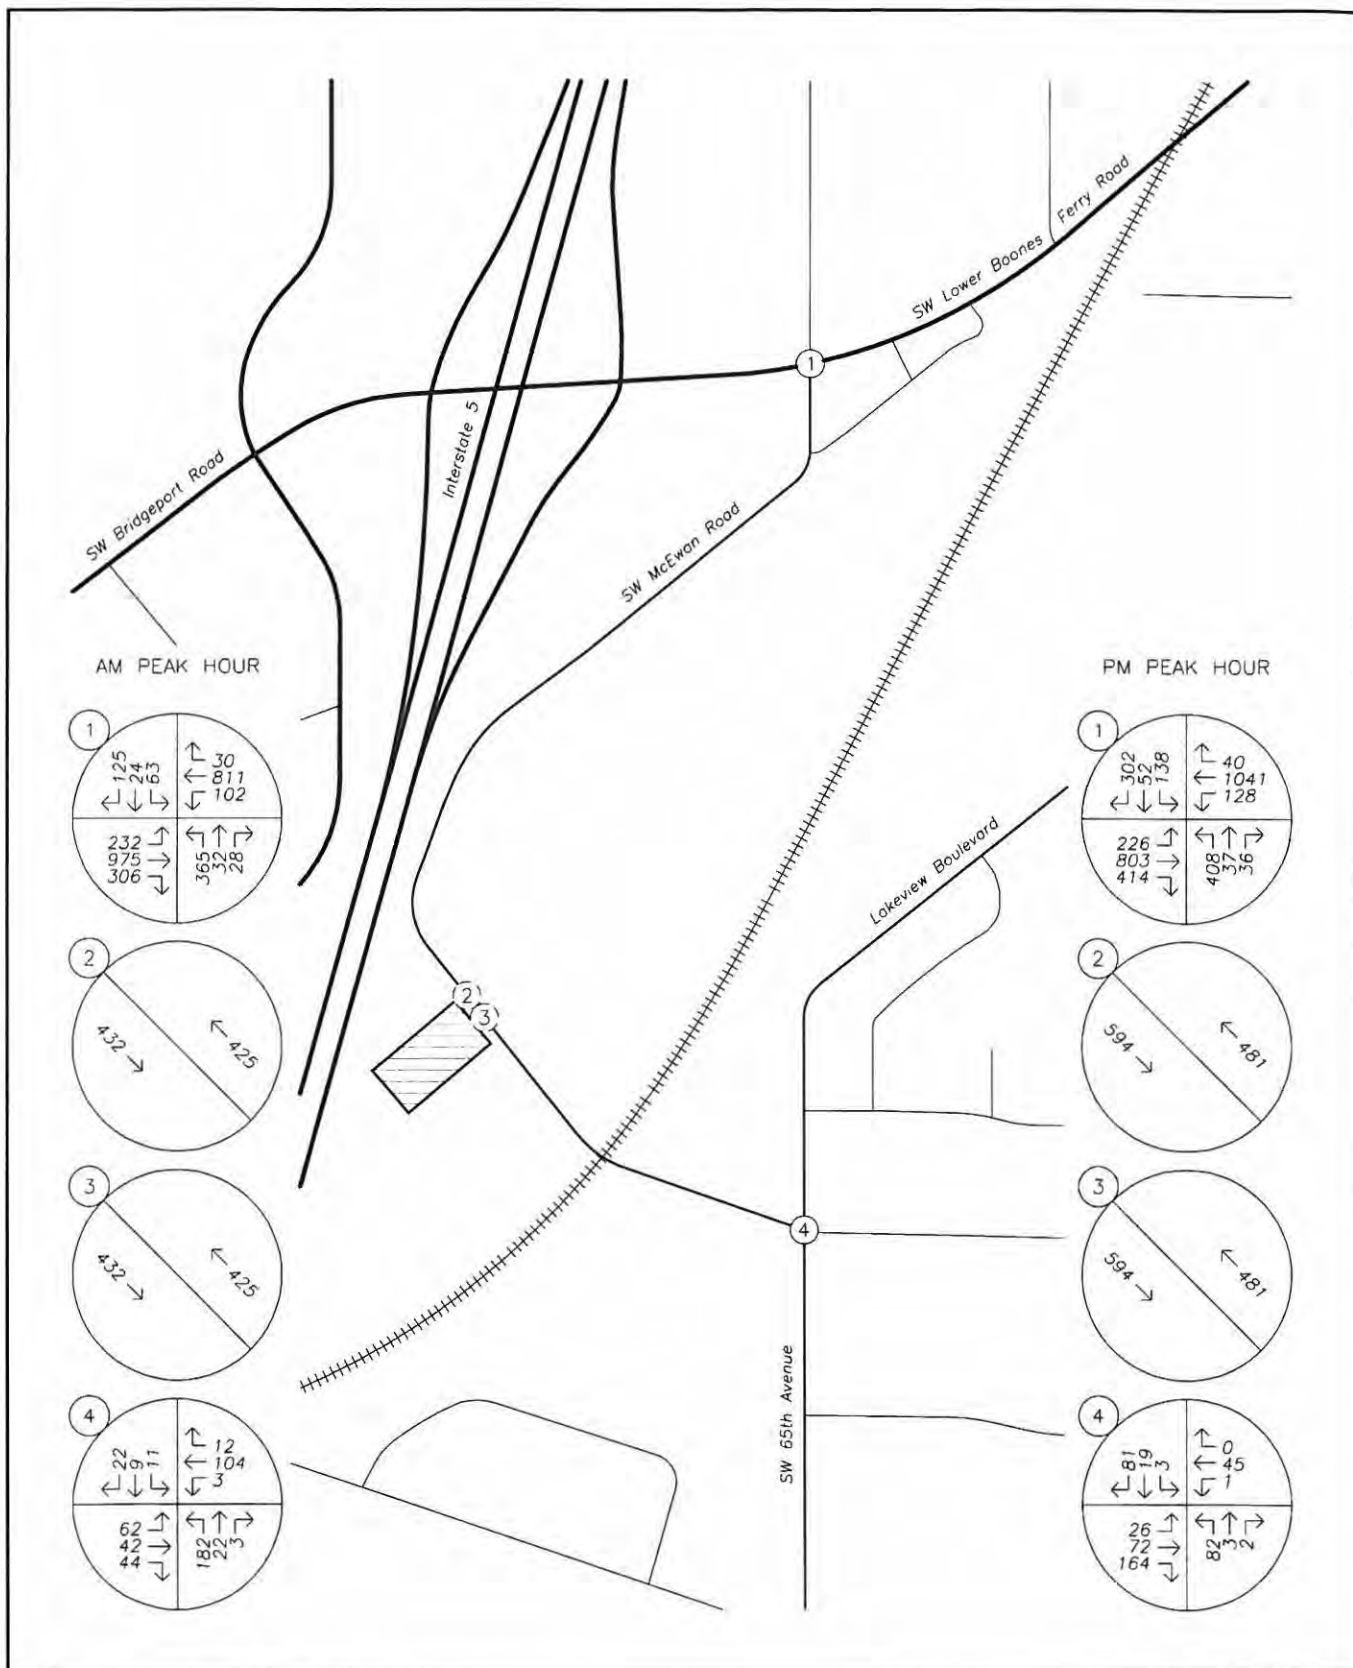 SW Lower Boones Ferry Road
1
Interstate 5
SW Bridgeport Road
SW McEwan Road
AM PEAK HOUR
1
125 24 63
30
811
102
232
975
306
365 32 28
2
432
425
3
432
425
4
22 9 11
12
104
3
62
42
44
182 22 3
PM PEAK HOUR
1
302 52 138
40
1041
128
226
803
414
408 37 36
2
594
481
3
594
481
4
81 19 3
0
45
1
26
72
164
82 3 2
Lakeview Boulevard
2
3
4
SW 65th Avenue